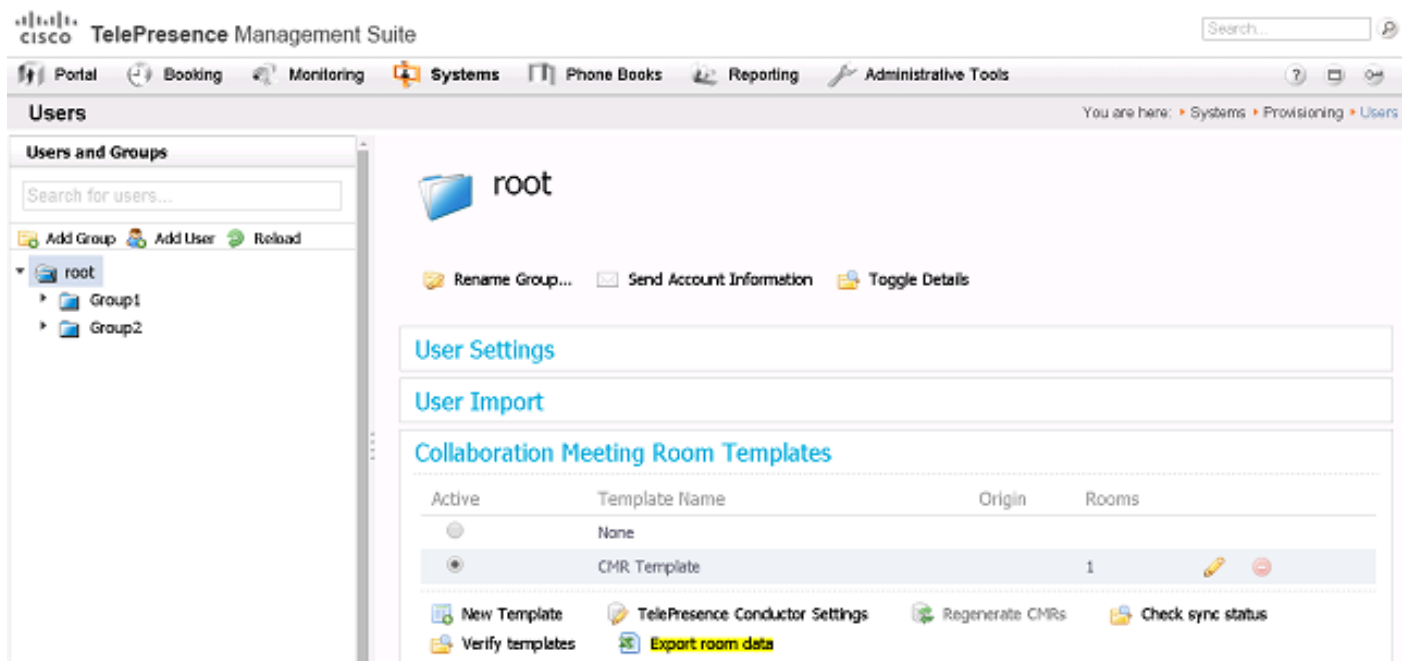 cisco TelePresence Management Suite
Search...
Portal Booking Monitoring Systems Phone Books Reporting Administrative Tools ?
Users
You are here: Systems Provisioning Users
Users and Groups
Search for users...
Add Group Add User Reload
root
Group1
Group2
root
Rename Group... Send Account Information Toggle Details
User Settings
User Import
Collaboration Meeting Room Templates
Active Template Name Origin Rooms
None
CMR Template 1
New Template TelePresence Conductor Settings Regenerate CMRs Check sync status
Verify templates Export room data